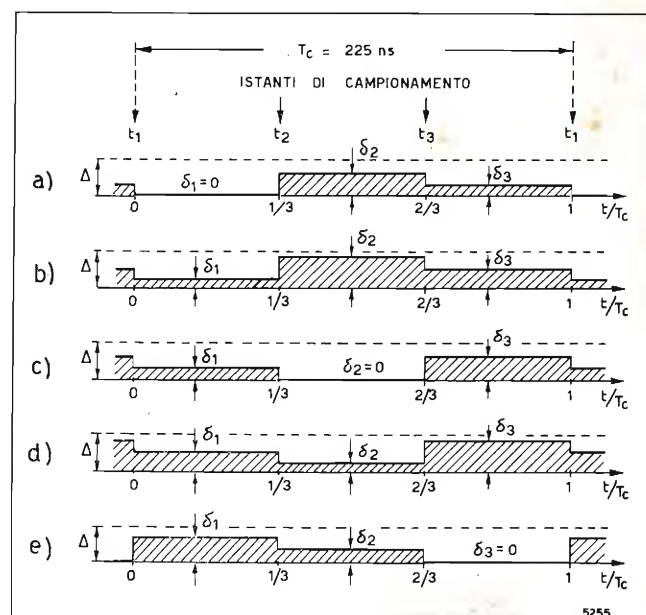 T_c = 225 ns
ISTANTI DI CAMPIONAMENTO
t₁ t₂ t₃ t₁
a) Δ δ₁=0 δ₂ δ₃
0 1/3 2/3 1 t/T_c
b) Δ δ₁ δ₂ δ₃
0 1/3 2/3 1 t/T_c
c) Δ δ₁ δ₂=0 δ₃
0 1/3 2/3 1 t/T_c
d) Δ δ₁ δ₂ δ₃
0 1/3 2/3 1 t/T_c
e) Δ δ₁ δ₂ δ₃=0
0 1/3 2/3 1 t/T_c
5255